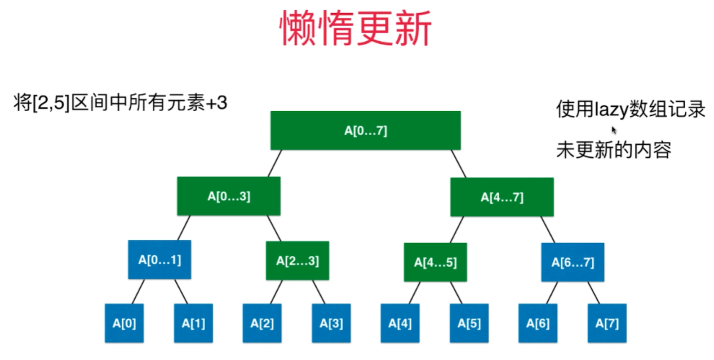 懒惰更新
将[2,5]区间中所有元素+3
使用lazy数组记录
未更新的内容
A[0…7]
A[0…3]
A[4…7]
A[0…1]
A[2…3]
A[4…5]
A[6…7]
A[0]
A[1]
A[2]
A[3]
A[4]
A[5]
A[6]
A[7]